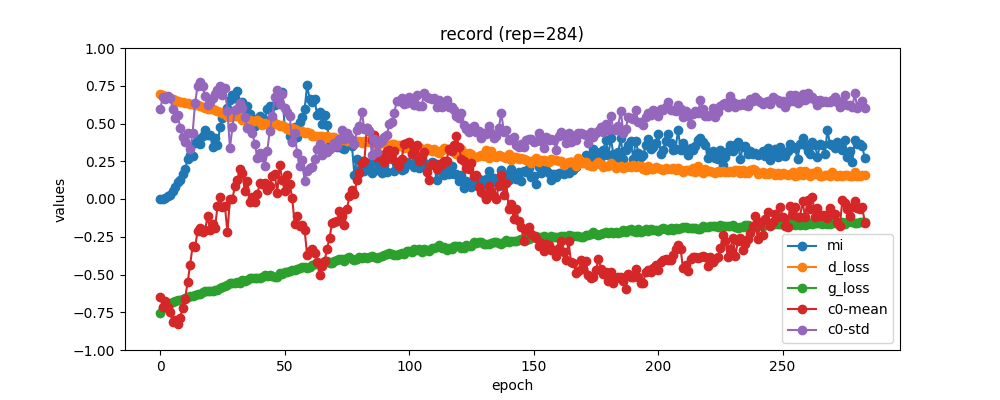 record (rep=284)
1.00
0.75
0.50
0.25
0.00
−0.25
−0.50
−0.75
−1.00
values
0 50 100 150 200 250
epoch
mi
d_loss
g_loss
c0-mean
c0-std